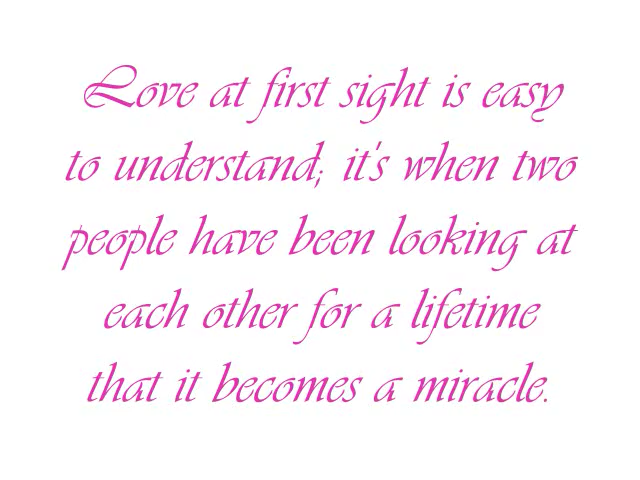 Love at first sight is easy
to understand; it's when two
people have been looking at
each other for a lifetime
that it becomes a miracle.